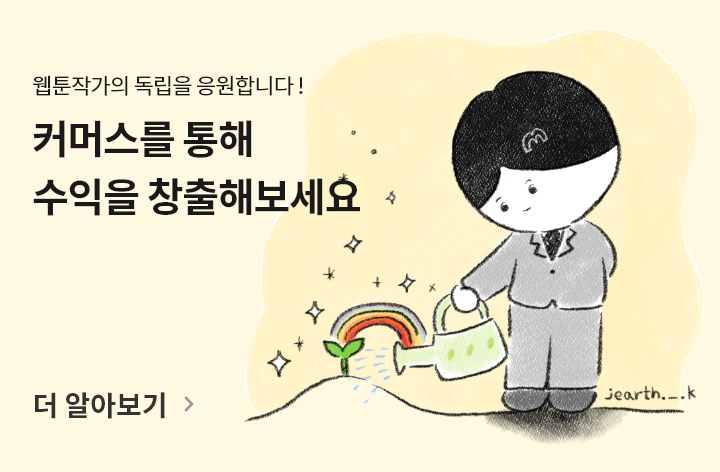 웹툰작가의 독립을 응원합니다!
커머스를 통해
수익을 창출해보세요
더 알아보기 >
jearth._.k